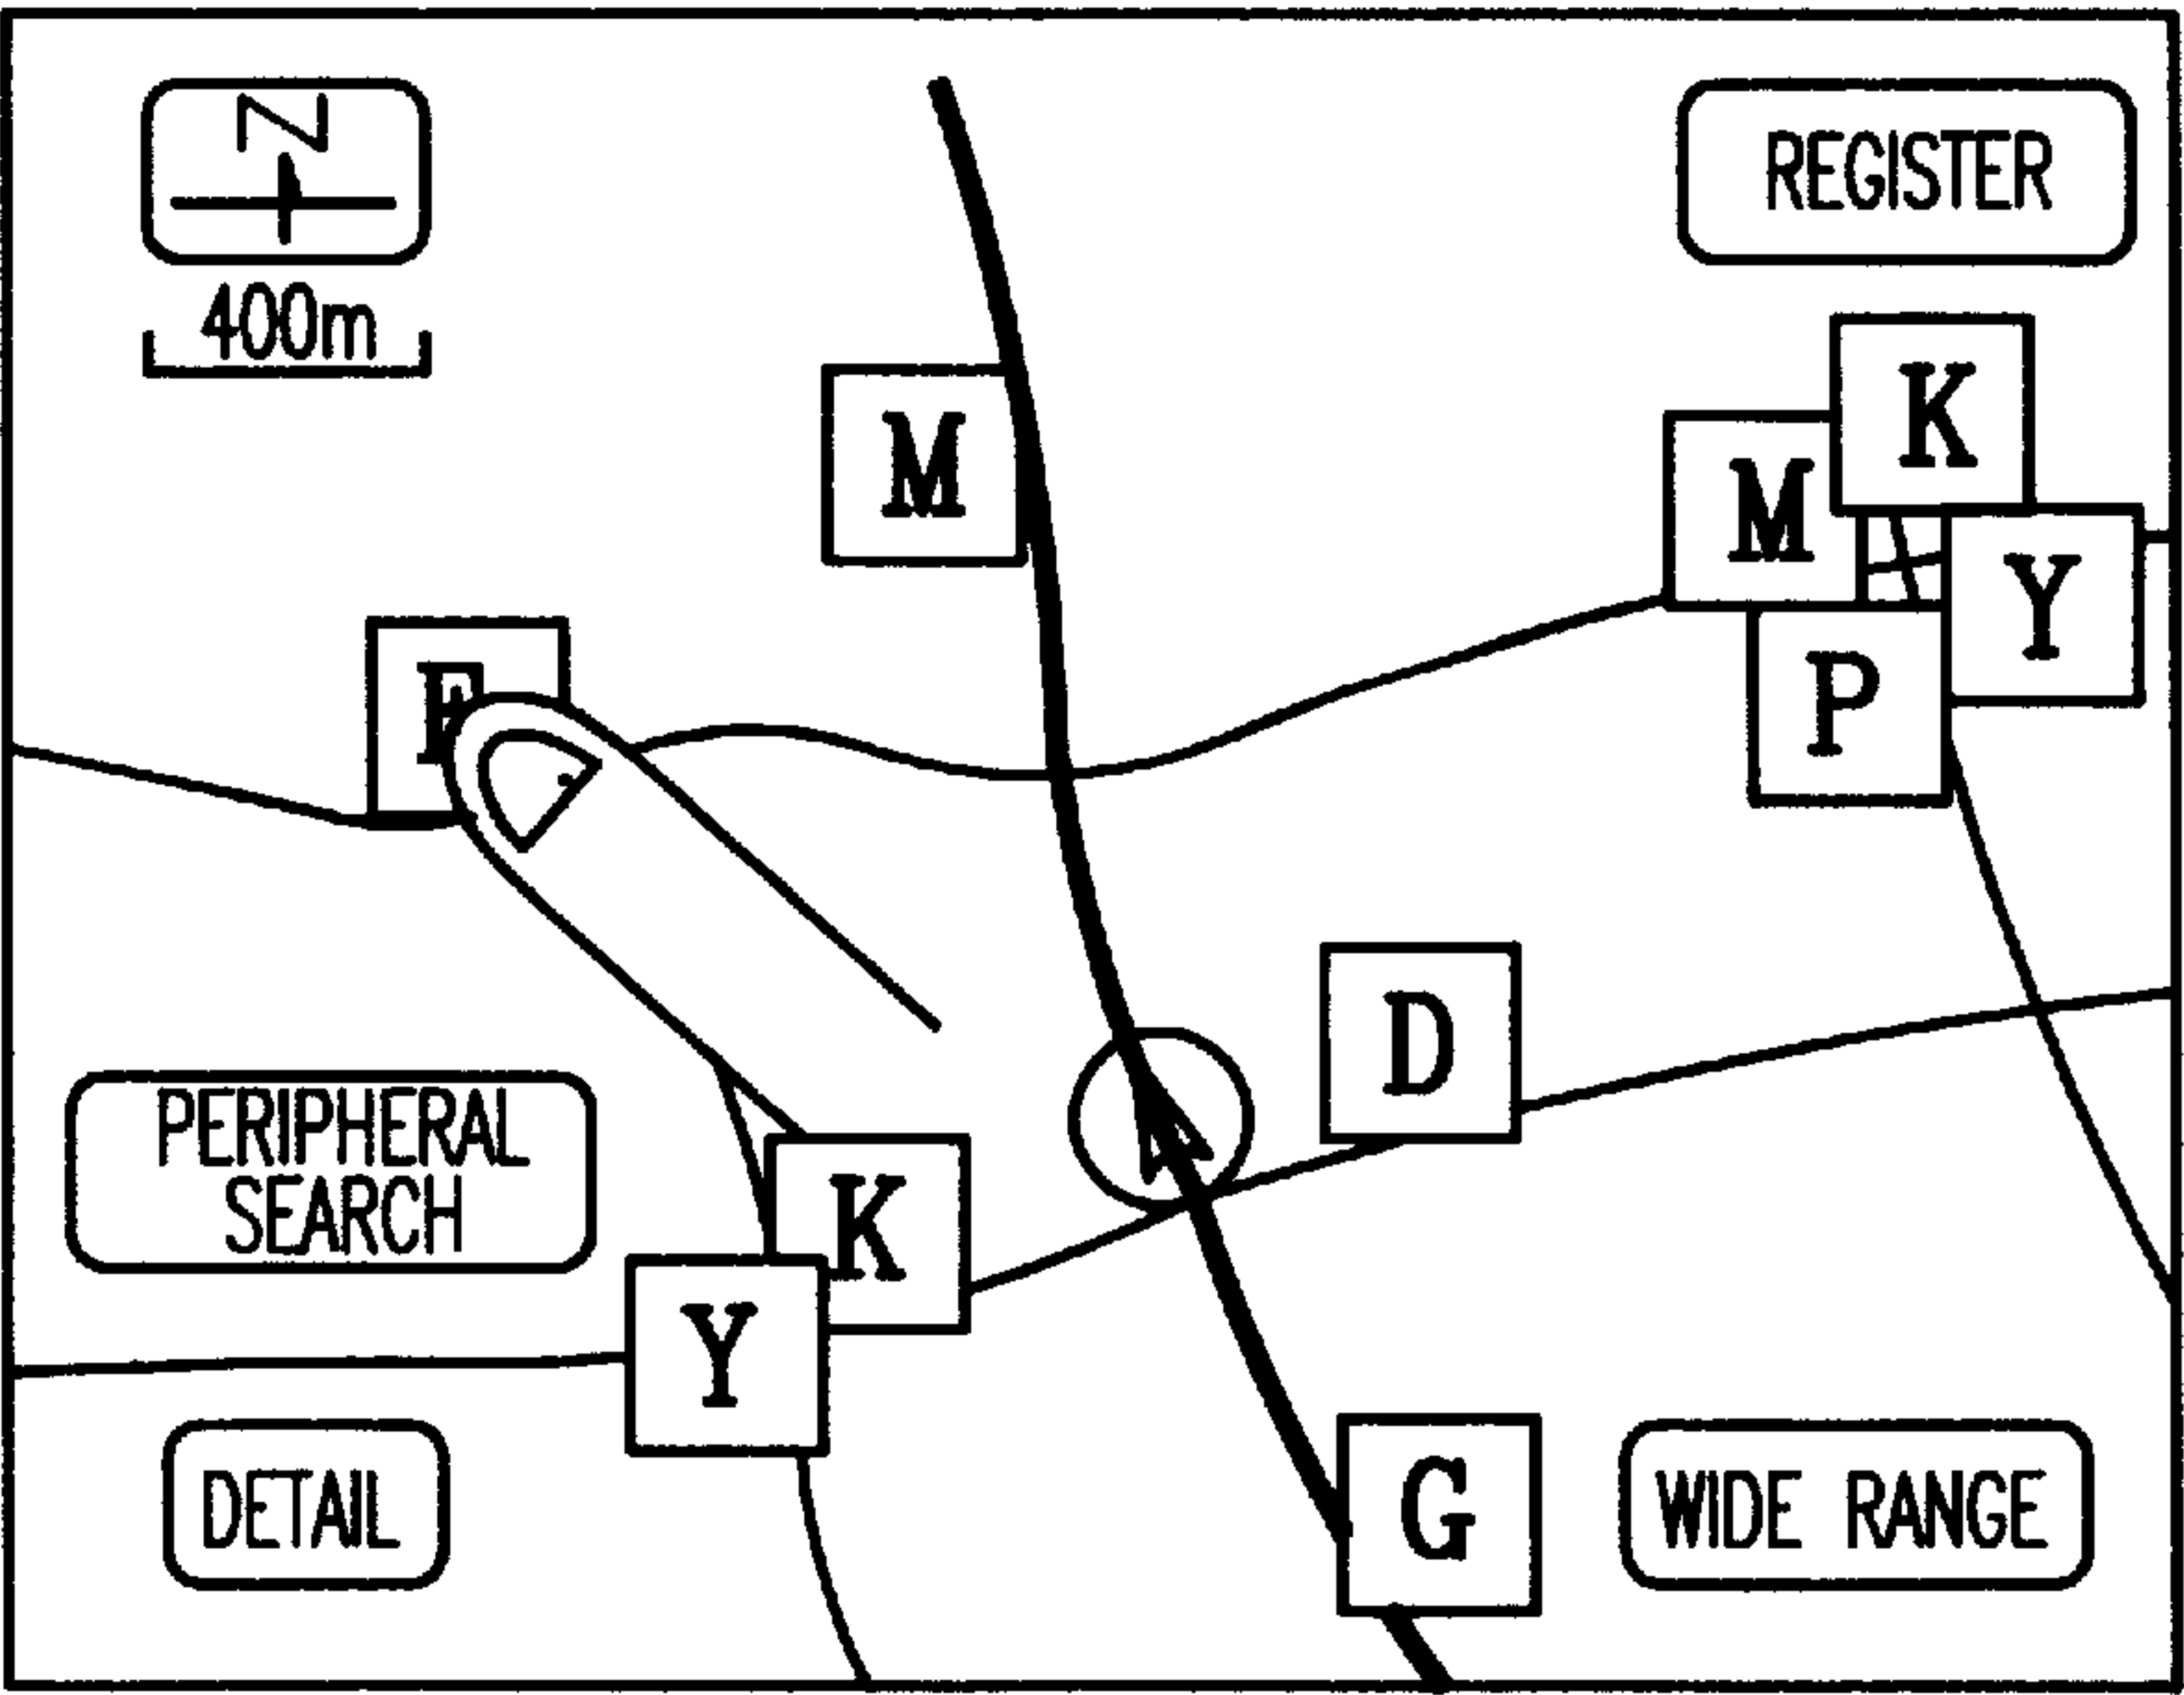 N
REGISTER
400m
K
M
M
Y
P
D
PERIPHERAL
SEARCH
K
Y
G
DETAIL
WIDE RANGE